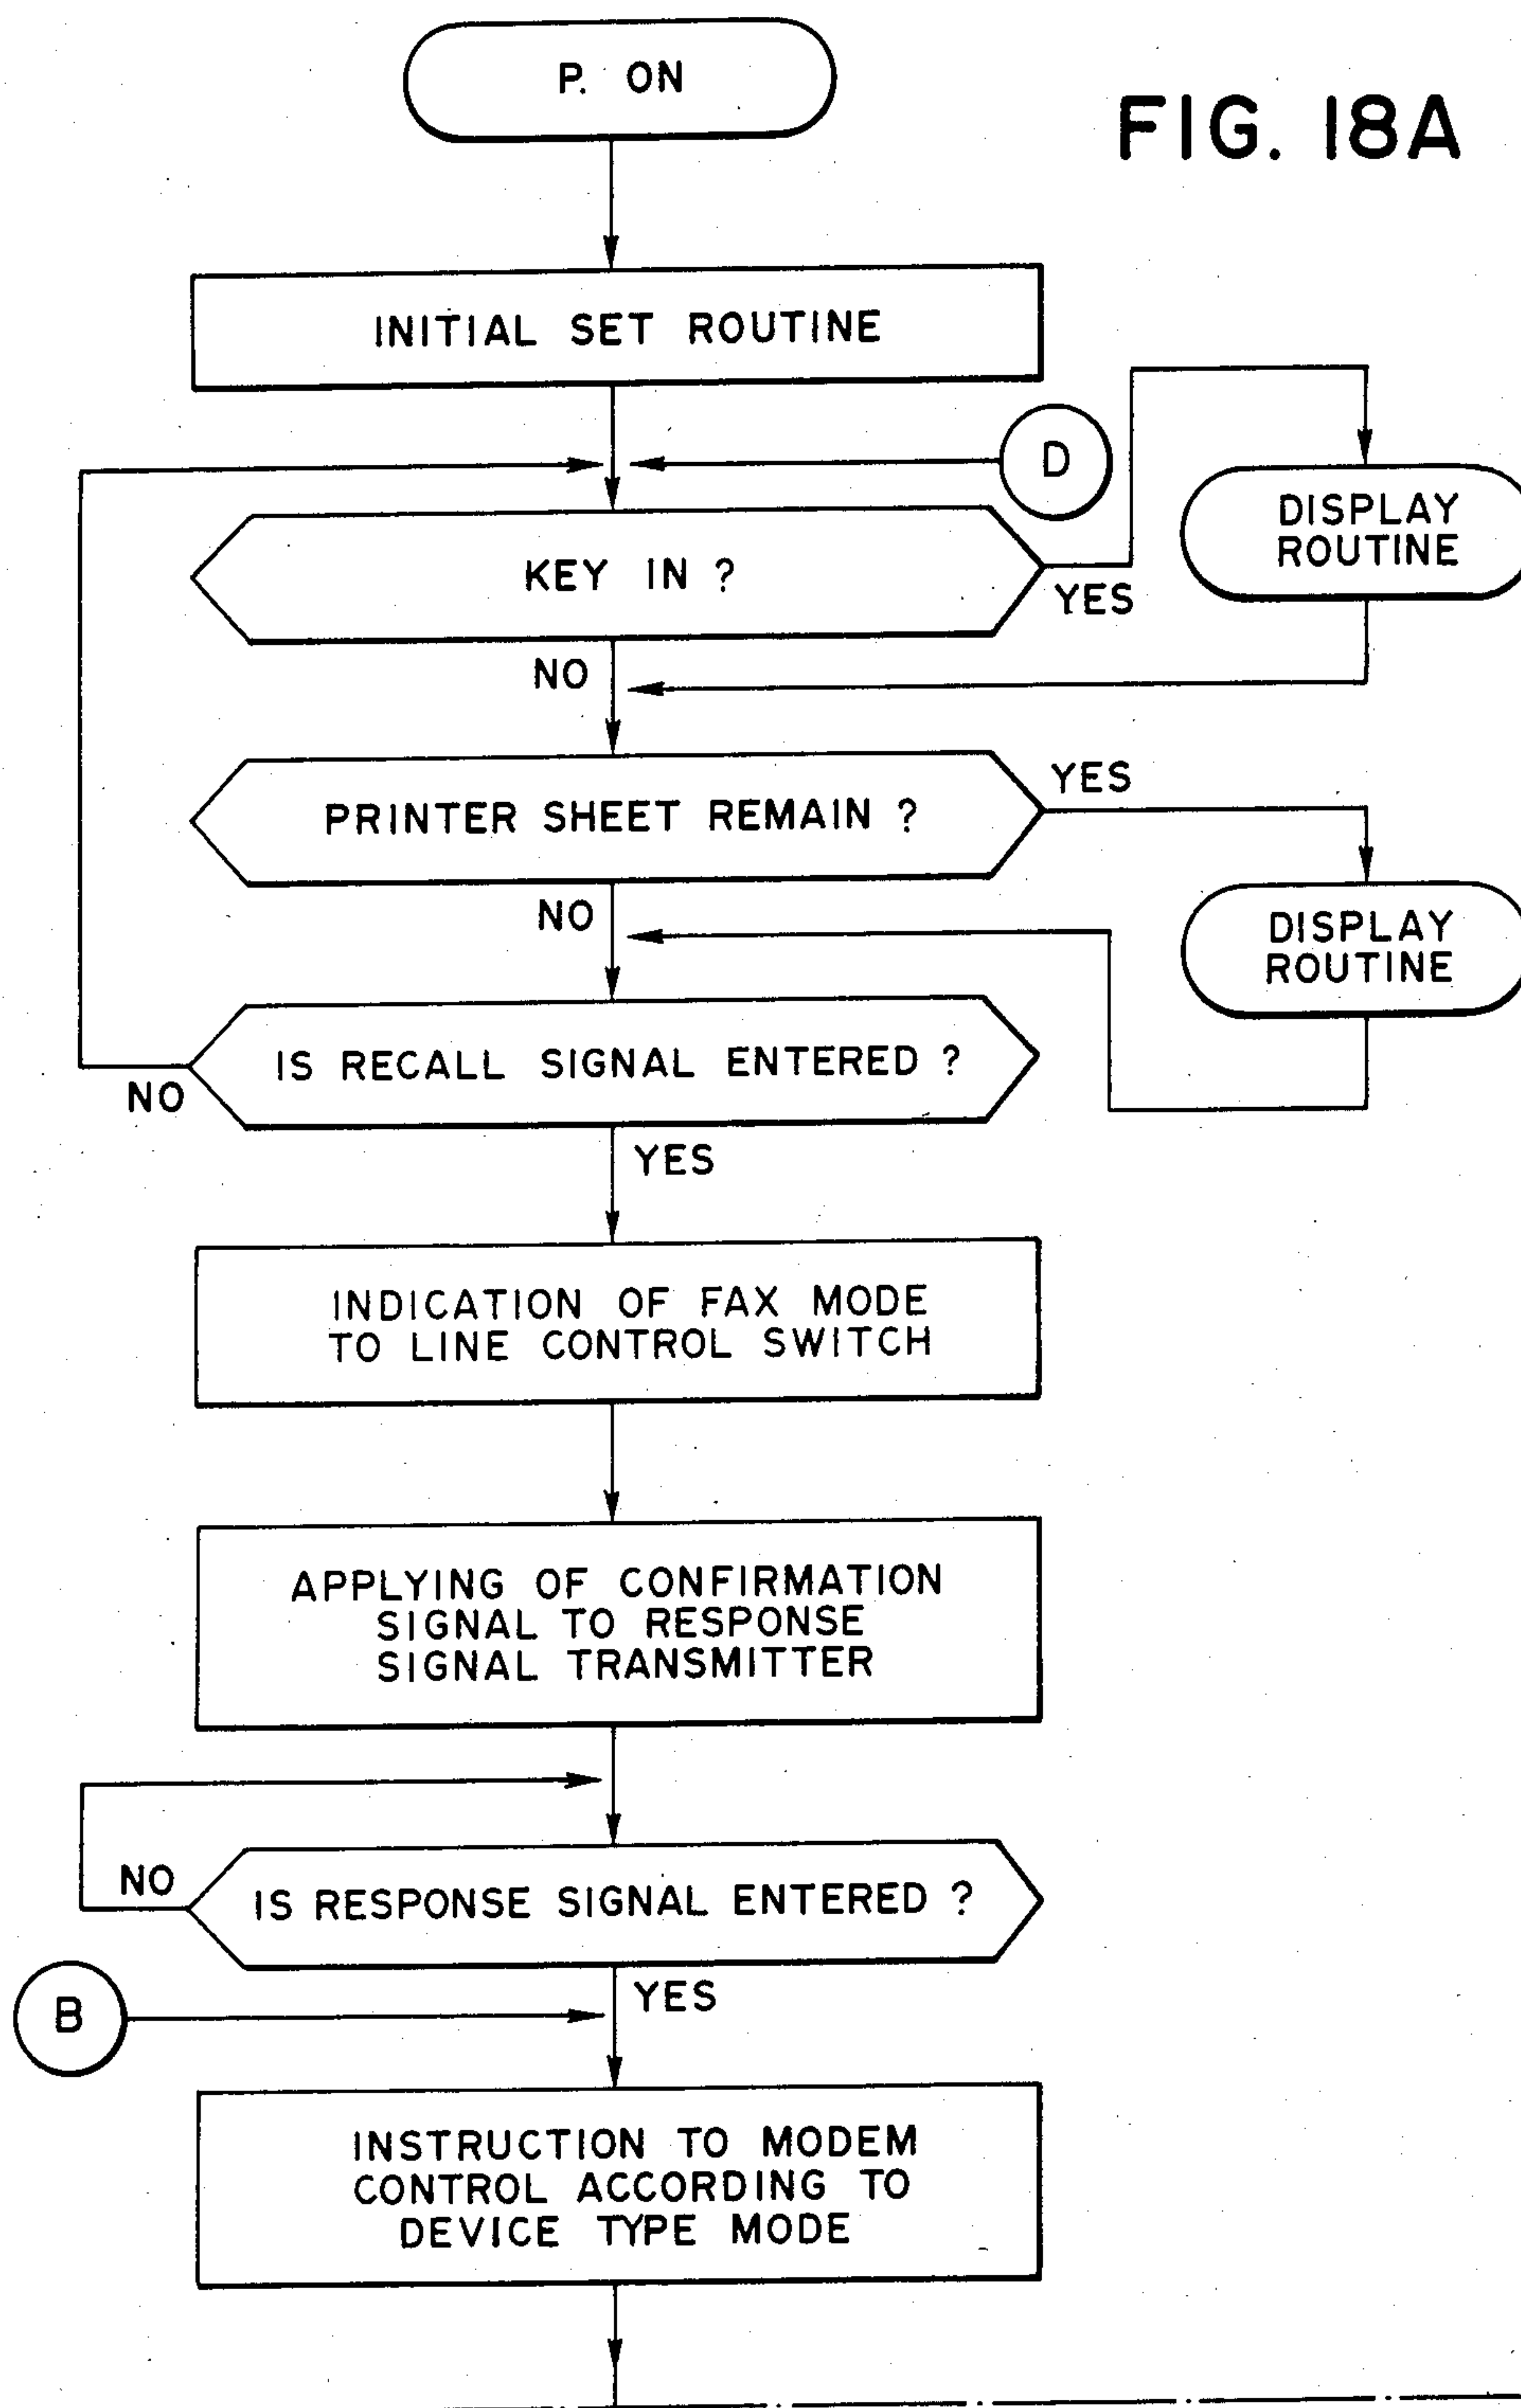 P. ON
FIG. 18A
INITIAL SET ROUTINE
D
DISPLAY
ROUTINE
KEY IN ?
YES
NO
YES
PRINTER SHEET REMAIN ?
NO
DISPLAY
ROUTINE
IS RECALL SIGNAL ENTERED ?
NO
YES
INDICATION OF FAX MODE
TO LINE CONTROL SWITCH
APPLYING OF CONFIRMATION
SIGNAL TO RESPONSE
SIGNAL TRANSMITTER
NO
IS RESPONSE SIGNAL ENTERED ?
YES
B
INSTRUCTION TO MODEM
CONTROL ACCORDING TO
DEVICE TYPE MODE